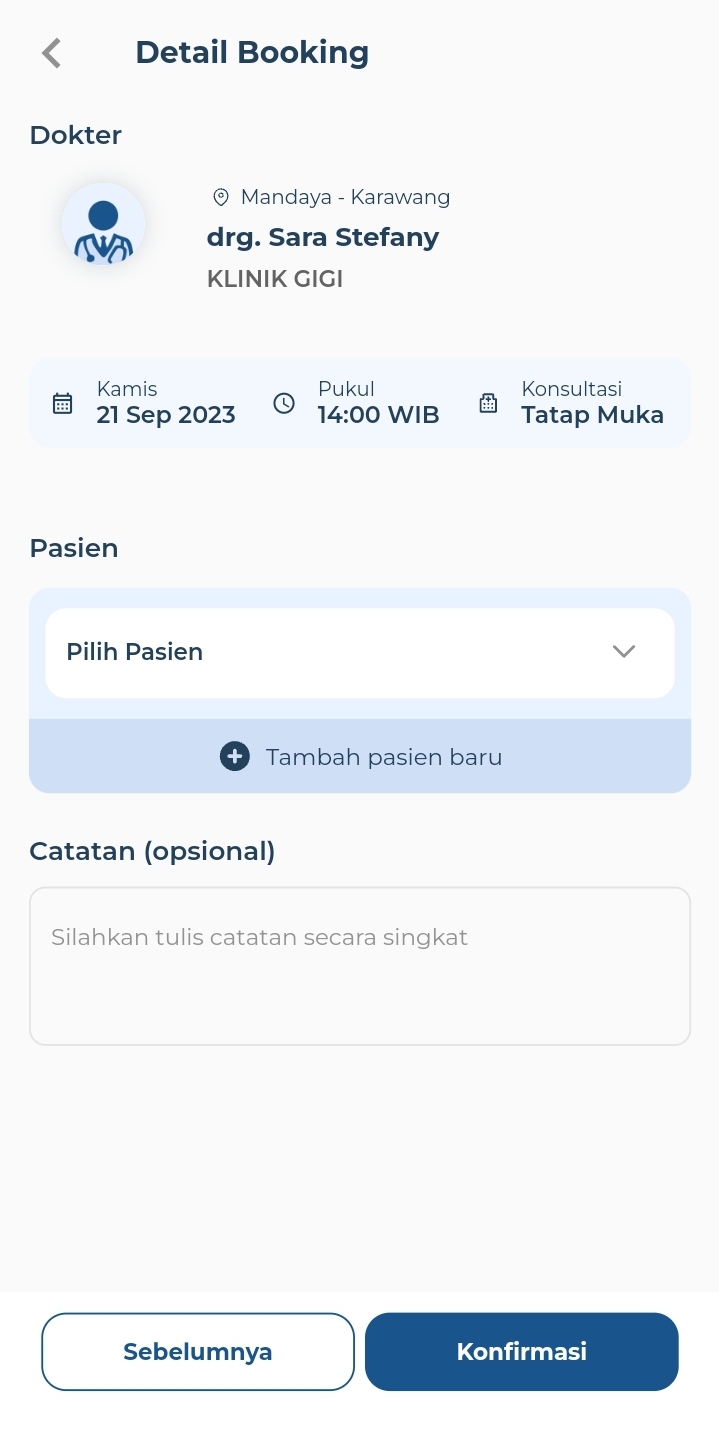 Detail Booking
Dokter
Mandaya - Karawang
drg. Sara Stefany
KLINIK GIGI
Kamis
21 Sep 2023
Pukul
14:00 WIB
Konsultasi
Tatap Muka
Pasien
Pilih Pasien
Tambah pasien baru
Catatan (opsional)
Silahkan tulis catatan secara singkat
Sebelumnya
Konfirmasi